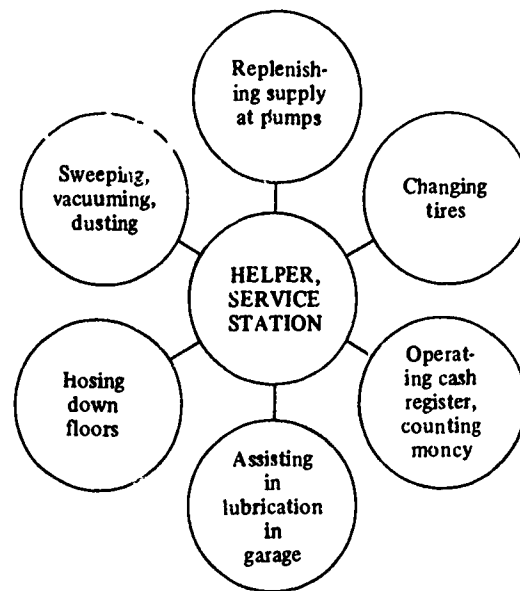 Replenish-
ing supply
at pumps
Sweeping,
vacuuming,
dusting
Changing
tires
HELPER,
SERVICE
STATION
Hosing
down
floors
Operat-
ing cash
register,
counting
moncy
Assisting
in
lubrication
in
garage